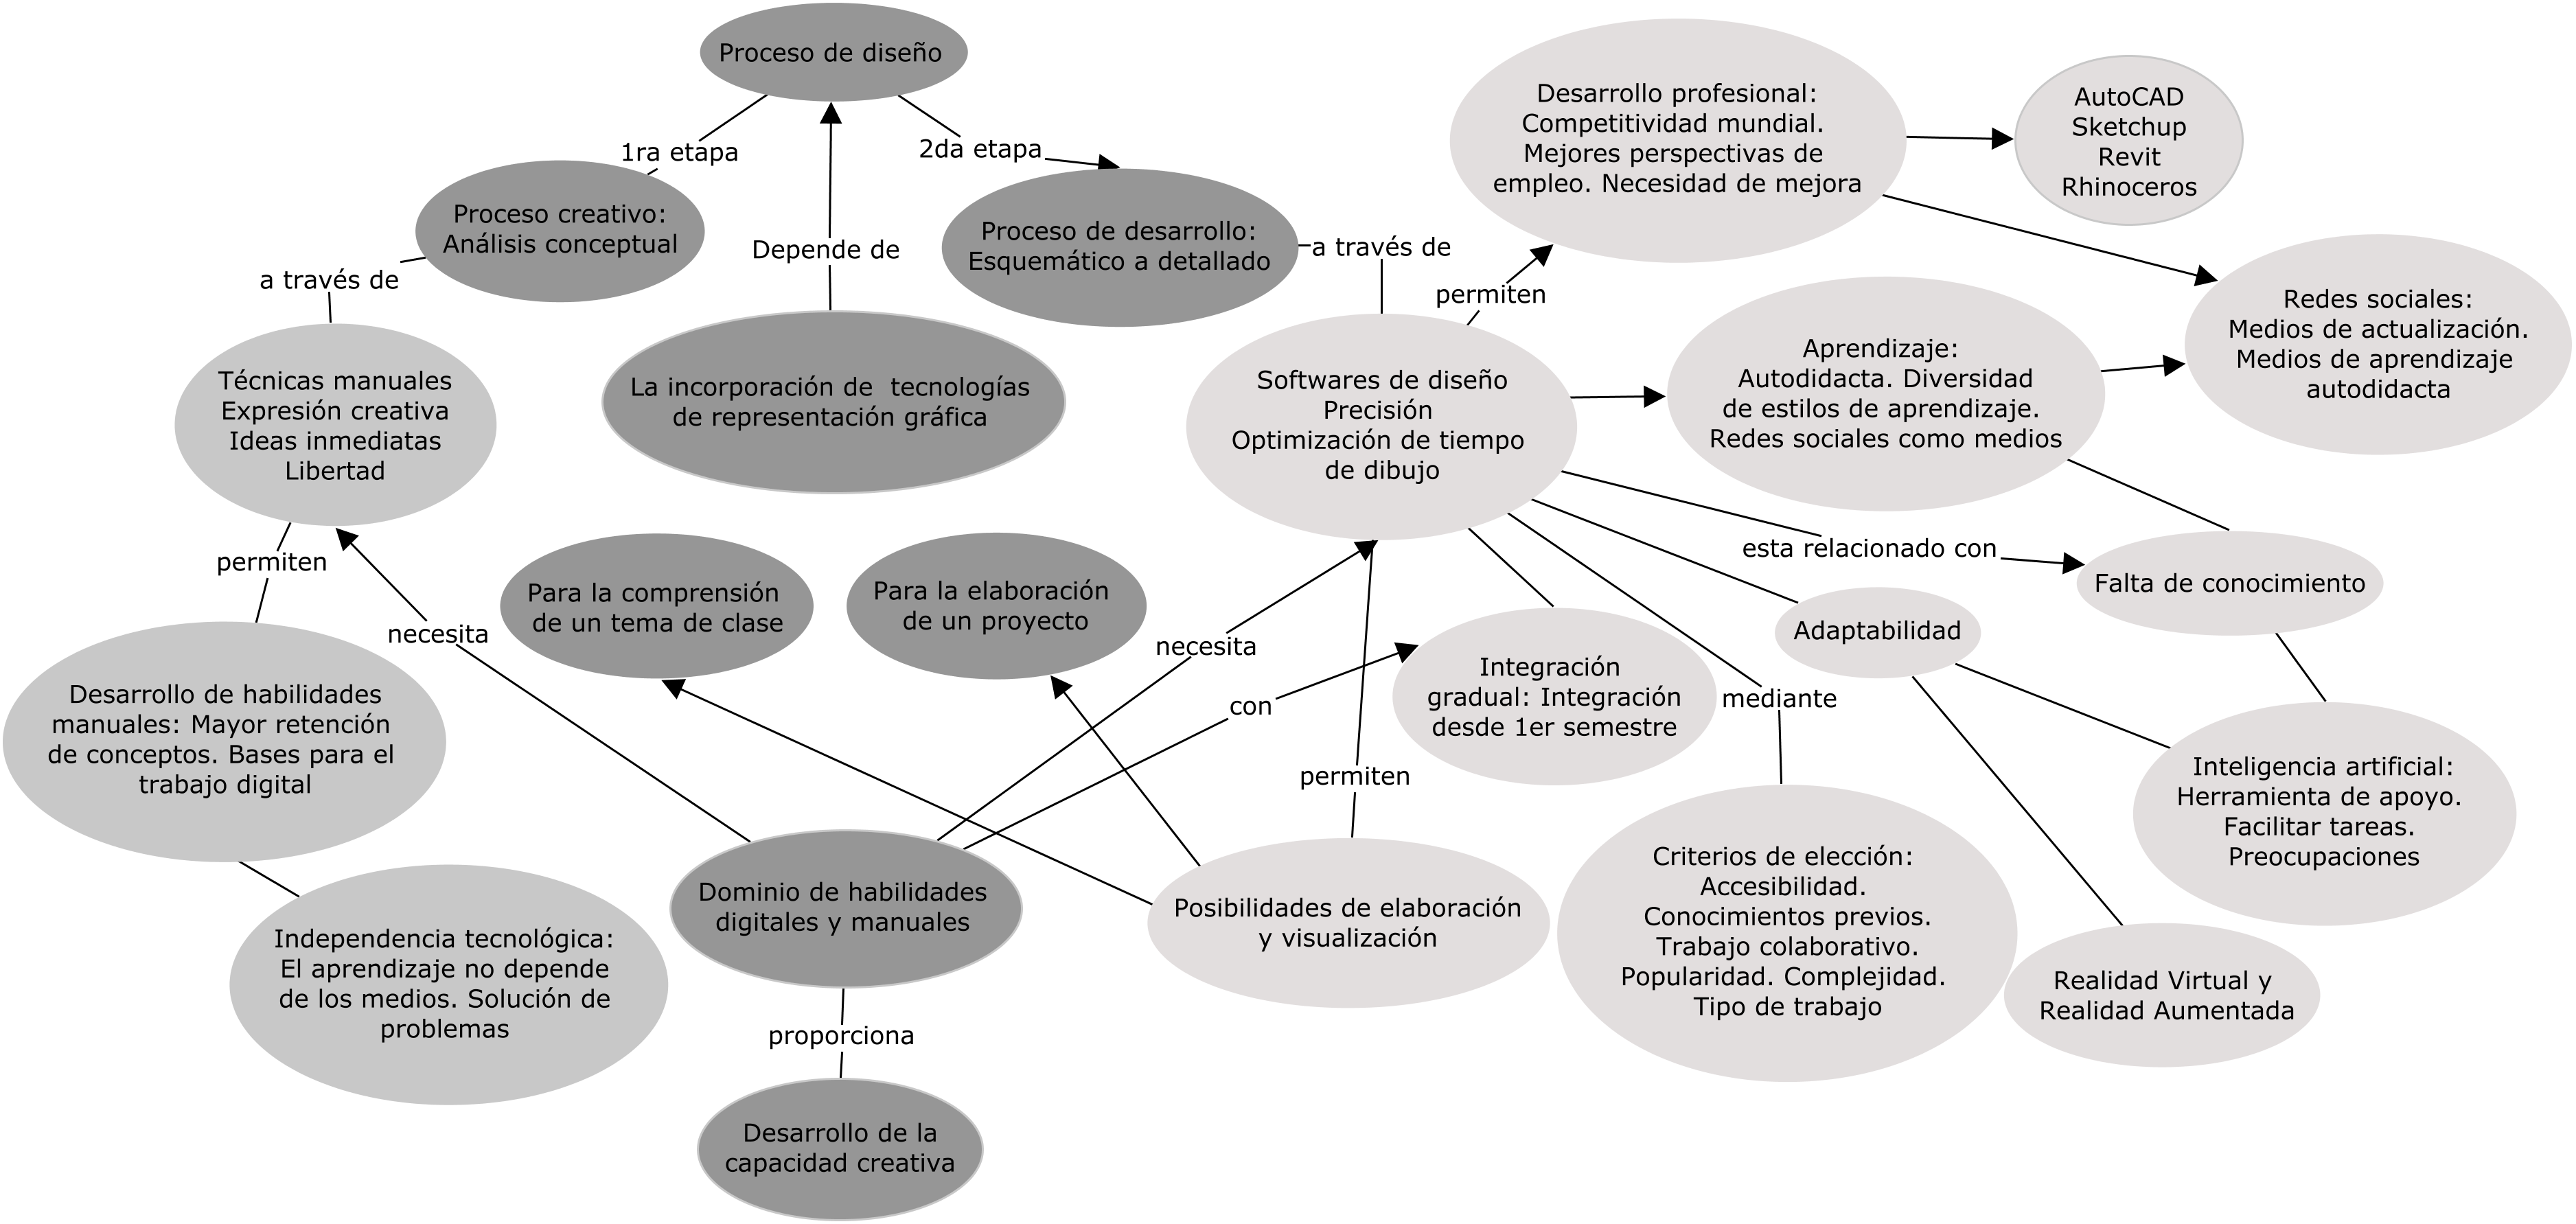 Proceso de diseño
1ra etapa
2da etapa
Proceso creativo:
Análisis conceptual
Depende de
Proceso de desarrollo:
Esquemático a detallado
a través de
a través de
La incorporación de  tecnologías
de representación gráfica
Técnicas manuales
Expresión creativa
Ideas inmediatas
Libertad
permiten
Desarrollo de habilidades
manuales: Mayor retención
de conceptos. Bases para el
trabajo digital
Independencia tecnológica:
El aprendizaje no depende
de los medios. Solución de
problemas
necesita
Para la comprensión
de un tema de clase
Para la elaboración
de un proyecto
necesita
con
Dominio de habilidades
digitales y manuales
proporciona
Desarrollo de la
capacidad creativa
Softwares de diseño
Precisión
Optimización de tiempo
de dibujo
permiten
Desarrollo profesional:
Competitividad mundial.
Mejores perspectivas de
empleo. Necesidad de mejora
AutoCAD
Sketchup
Revit
Rhinoceros
Aprendizaje:
Autodidacta. Diversidad
de estilos de aprendizaje.
Redes sociales como medios
Redes sociales:
Medios de actualización.
Medios de aprendizaje
autodidacta
esta relacionado con
Falta de conocimiento
Adaptabilidad
Integración
gradual: Integración
desde 1er semestre
mediante
permiten
Posibilidades de elaboración
y visualización
Criterios de elección:
Accesibilidad.
Conocimientos previos.
Trabajo colaborativo.
Popularidad. Complejidad.
Tipo de trabajo
Inteligencia artificial:
Herramienta de apoyo.
Facilitar tareas.
Preocupaciones
Realidad Virtual y
Realidad Aumentada